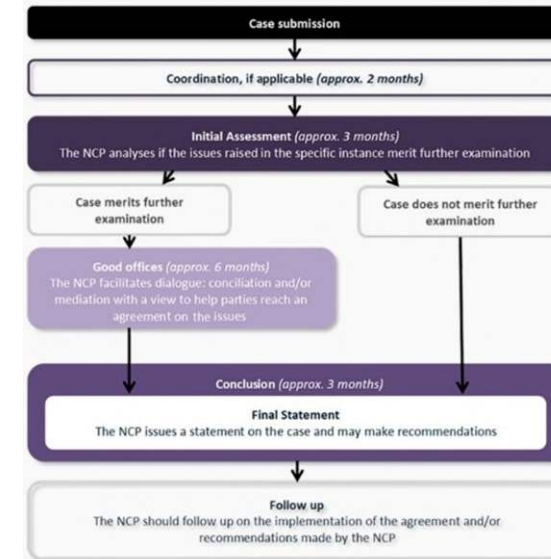 Case submission
Coordination, if applicable (approx. 2 months)
Initial Assessment (approx. 3 months)
The NCP analyses if the issues raised in the specific instance merit further examination
Case merits further
examination
Case does not merit further
examination
Good offices (approx. 6 months)
The NCP facilitates dialogue: conciliation and/or
mediation with a view to help parties reach an
agreement on the issues
Conclusion (approx. 3 months)
Final Statement
The NCP issues a statement on the case and may make recommendations
Follow up
The NCP should follow up on the implementation of the agreement and/or
recommendations made by the NCP